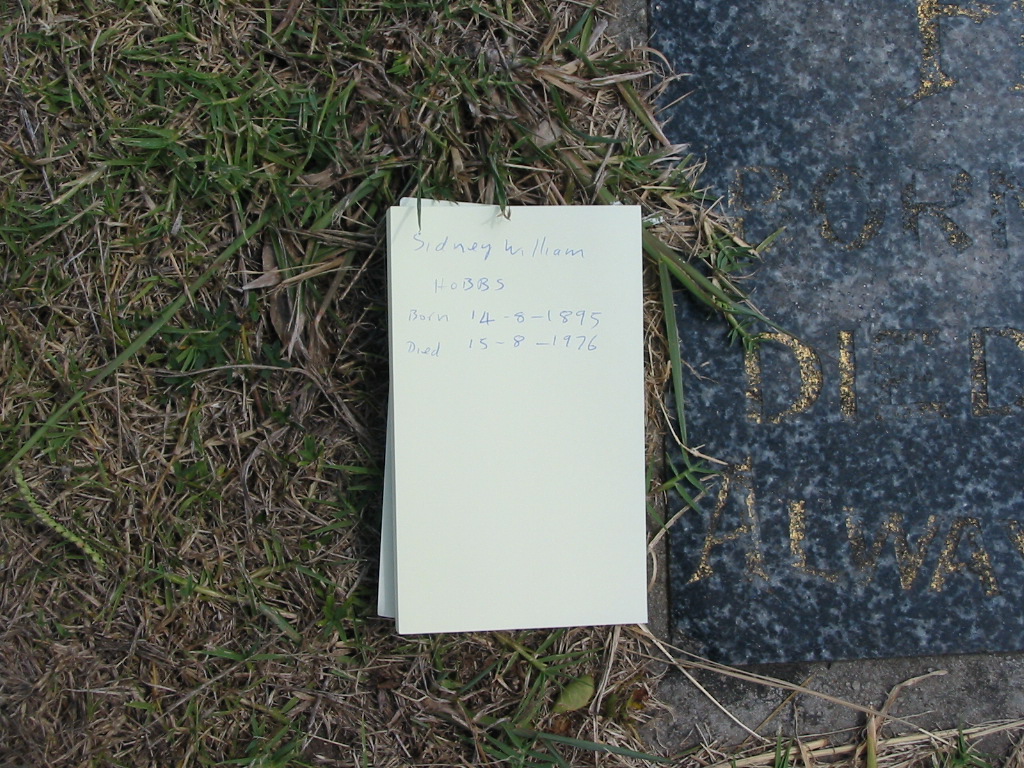 Sidney William
HOBBS
Born 14-8-1895
Died 15-8-1976
BORN
DIED
ALWAY